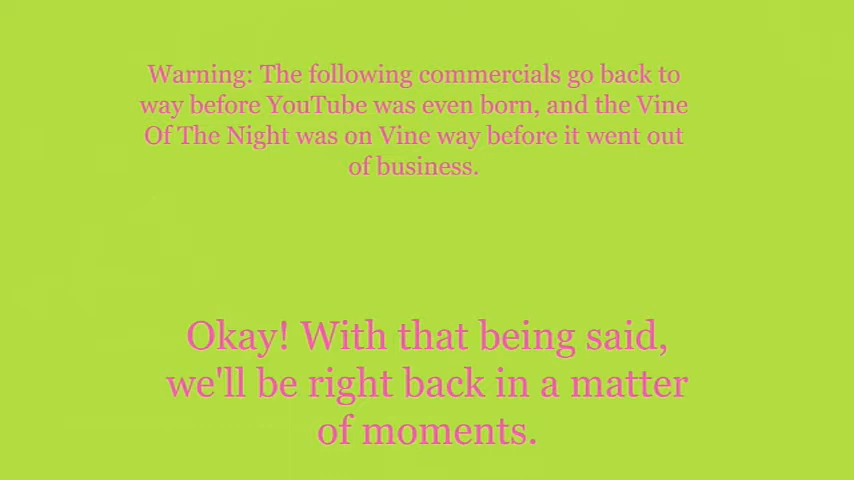 Warning: The following commercials go back to
way before YouTube was even born, and the Vine
Of The Night was on Vine way before it went out
of business.
Okay! With that being said,
we'll be right back in a matter
of moments.